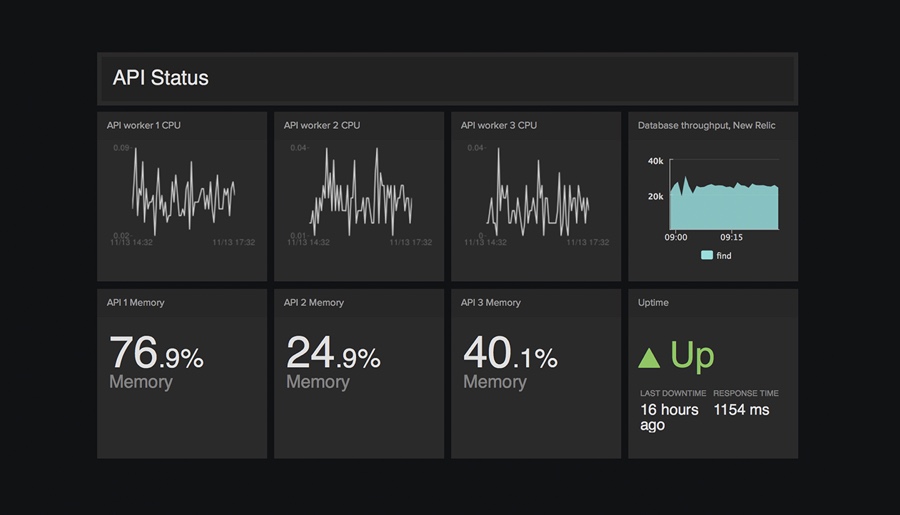 API Status
API worker 1 CPU
0.09
0.02
11/13 14:32 11/13 17:32
API worker 2 CPU
0.04
0.01
11/13 14:32 11/13 17:32
API worker 3 CPU
0.04
0
11/13 14:32 11/13 17:32
Database throughput, New Relic
40k
20k
09:00 09:15
find
API 1 Memory
76.9%
Memory
API 2 Memory
24.9%
Memory
API 3 Memory
40.1%
Memory
Uptime
Up
LAST DOWNTIME RESPONSE TIME
16 hours 1154 ms
ago